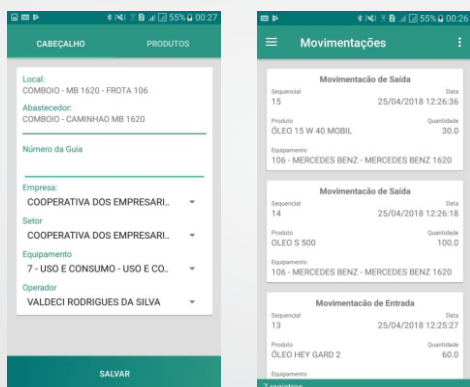 55% 00:27
CABEÇALHO PRODUTOS
Local:
COMBOIO - MB 1620 - FROTA 106
Abastecedor:
COMBOIO - CAMINHAO MB 1620
Número da Guia
Empresa:
COOPERATIVA DOS EMPRESARI..
Setor
COOPERATIVA DOS EMPRESARI..
Equipamento
7 - USO E CONSUMO - USO E CO..
Operador
VALDECI RODRIGUES DA SILVA
SALVAR
55% 00:26
Movimentações
Movimentacão de Saída
Sequencial Data
15 25/04/2018 12:26:36
Produto Quantidade
ÓLEO 15 W 40 MOBIL 30.0
Equipamento
106 - MERCEDES BENZ - MERCEDES BENZ 1620
Movimentacão de Saída
Sequencial Data
14 25/04/2018 12:26:18
Produto Quantidade
OLEO S 500 100.0
Equipamento
106 - MERCEDES BENZ - MERCEDES BENZ 1620
Movimentacão de Entrada
Sequencial Data
13 25/04/2018 12:25:27
Produto Quantidade
ÓLEO HEY GARD 2 60.0
Equipamento
7 registros